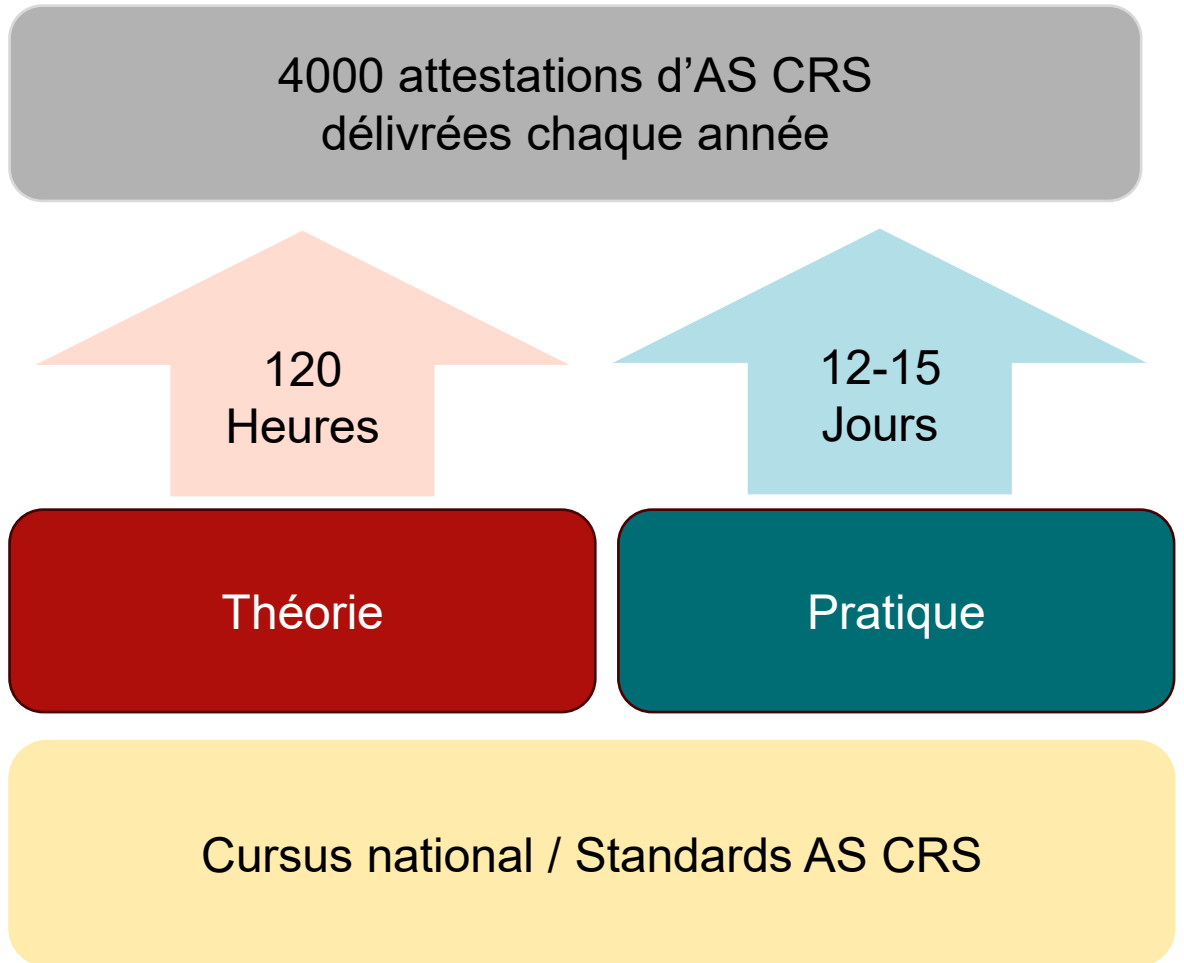 4000 attestations d’AS CRS
délivrées chaque année
120
Heures
12-15
Jours
Théorie
Pratique
Cursus national / Standards AS CRS